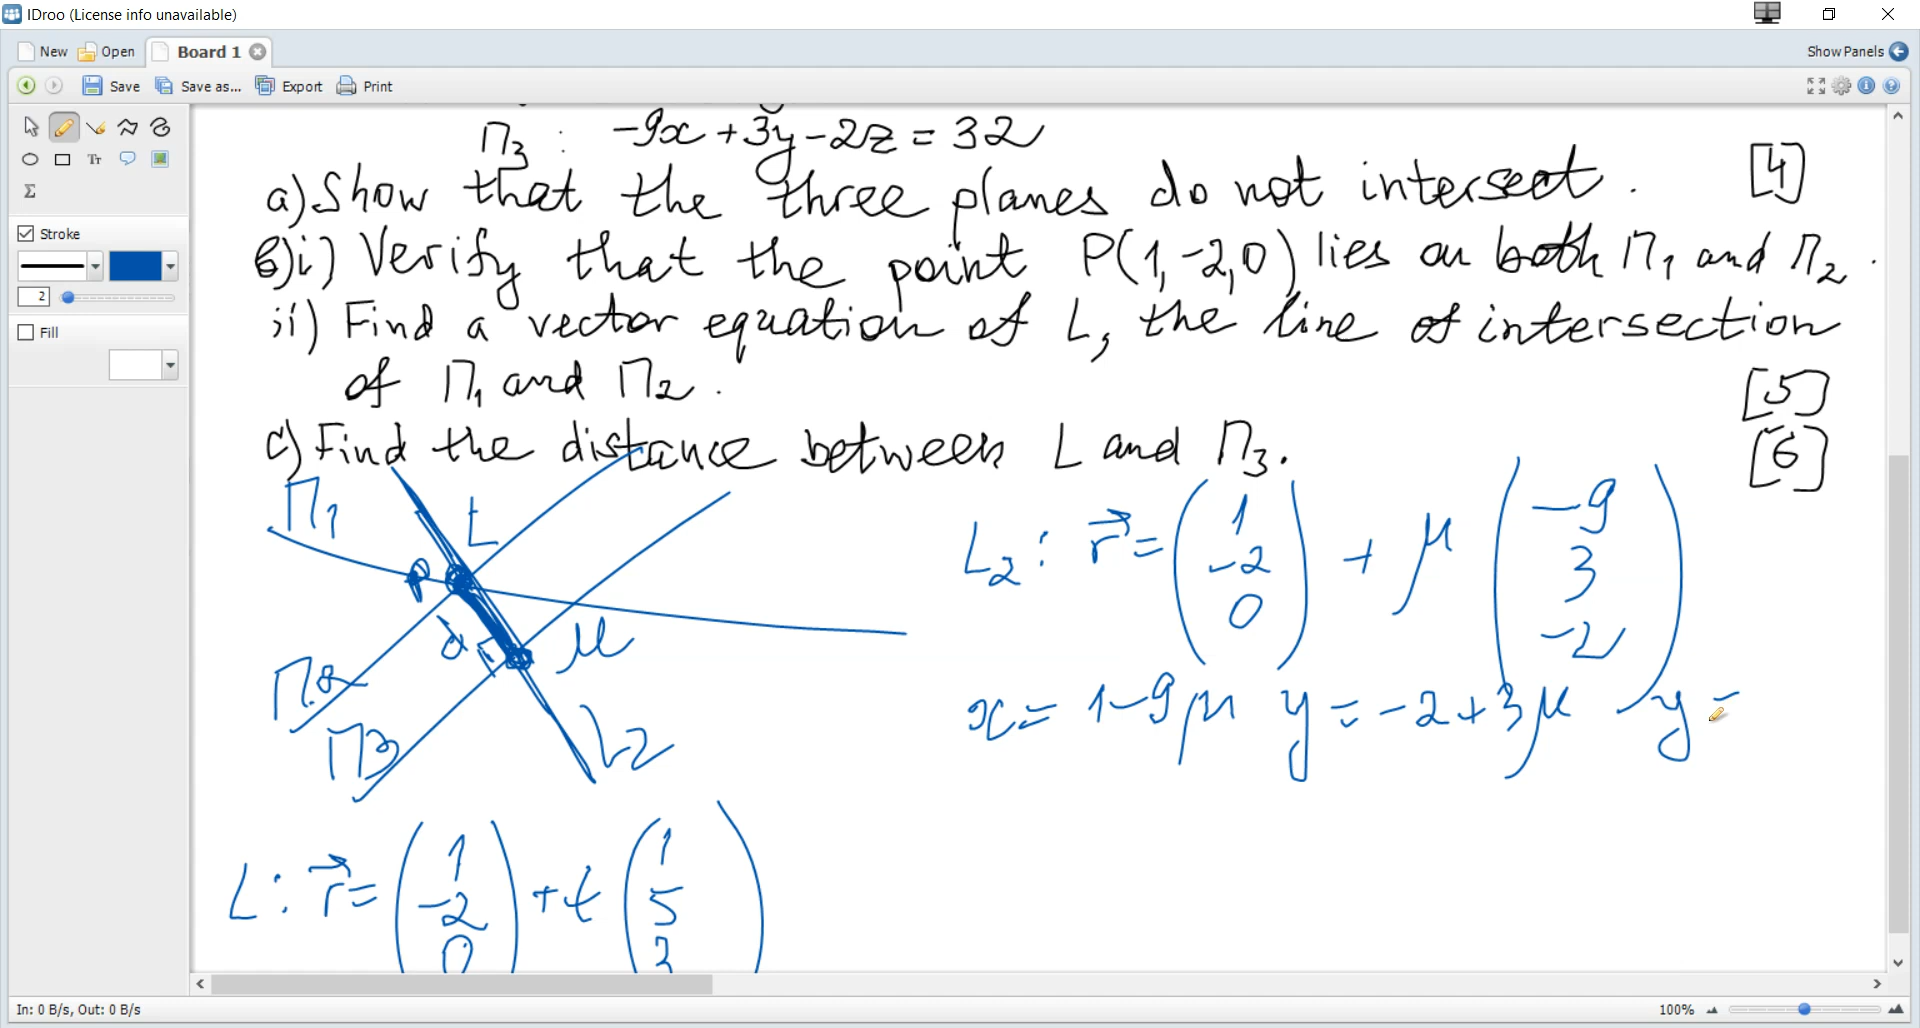 IDroo (License info unavailable)
New Open Board 1 Show Panels
Save Save as... Export Print
Stroke
2
Fill
Π3 : -9x + 3y - 2z = 32
a) Show that the three planes do not intersect. [4]
b) i) Verify that the point P(1, -2, 0) lies on both Π1 and Π2.
ii) Find a vector equation of L, the line of intersection
of Π1 and Π2. [5]
c) Find the distance between L and Π3. [6]
Π1
L
P
d
M
Π2
Π3
L2
L2 : r = (1 -2 0) + μ (-9 3 -2)
x = 1-9μ y = -2+3μ y =
L : r = (1 -2 0) + t (1 5 3
In: 0 B/s, Out: 0 B/s 100%